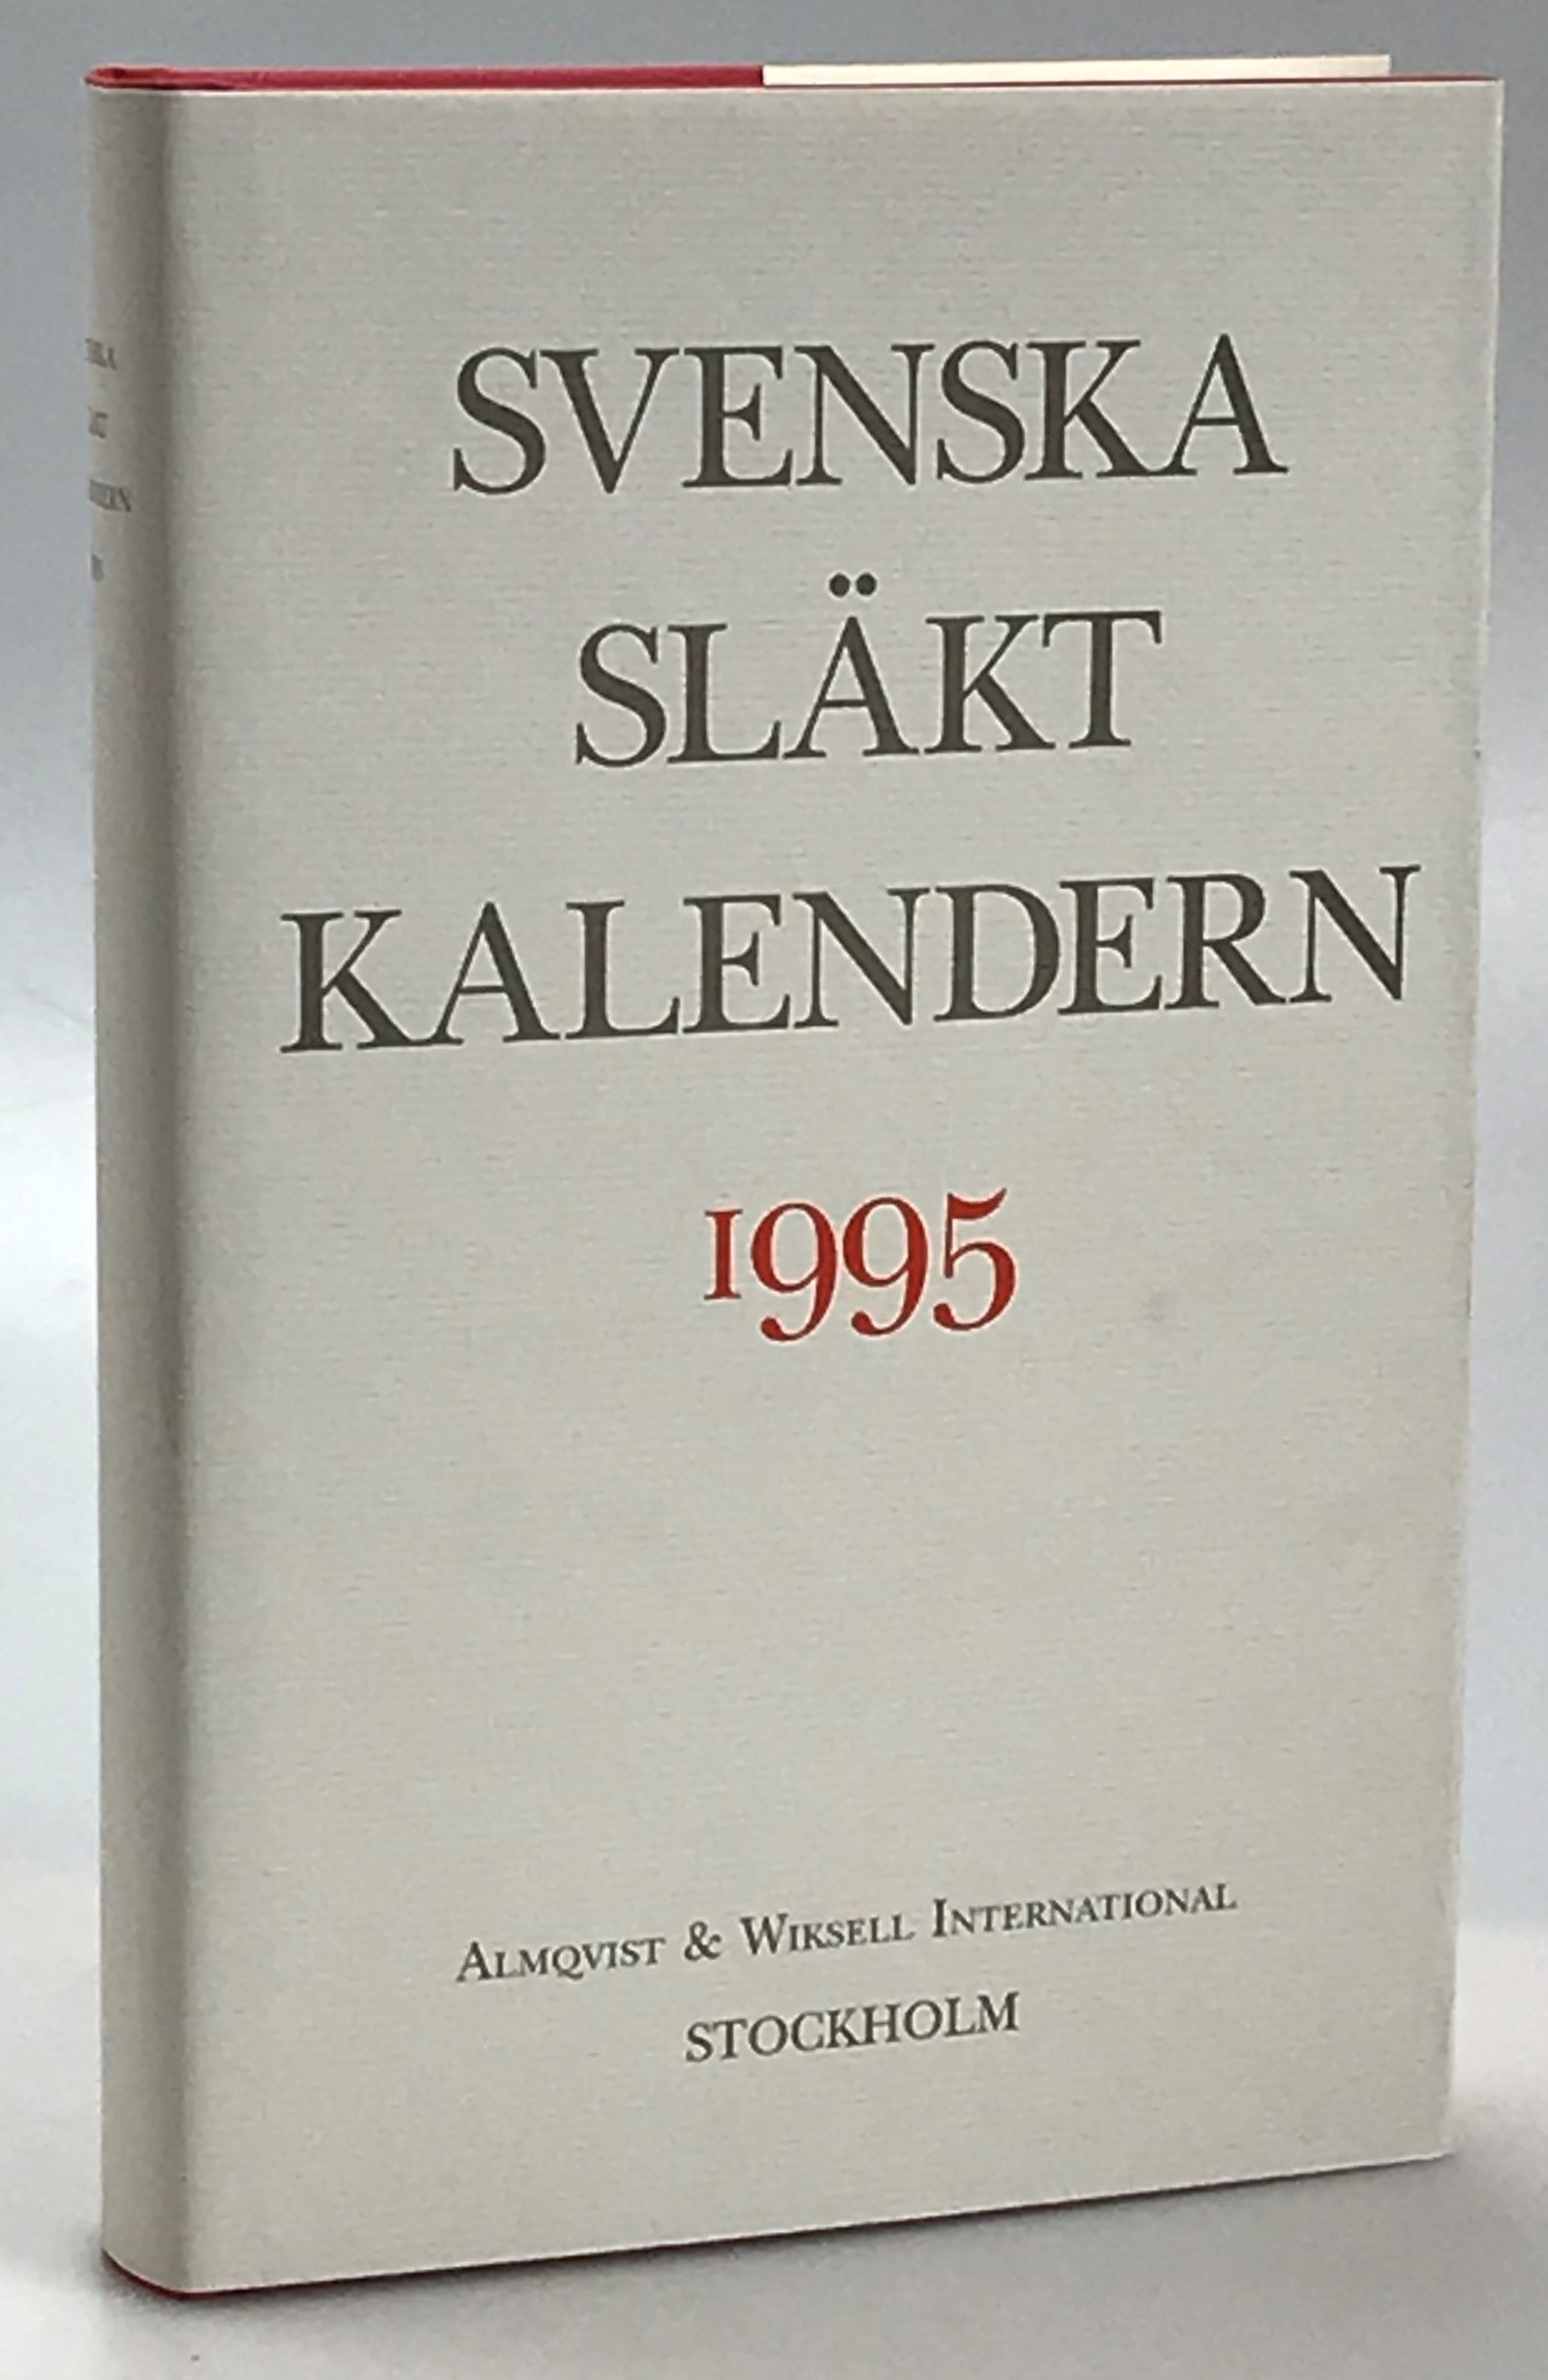 SVENSKA
SLÄKT
KALENDERN
1995
ALMQVIST & WIKSELL INTERNATIONAL
STOCKHOLM